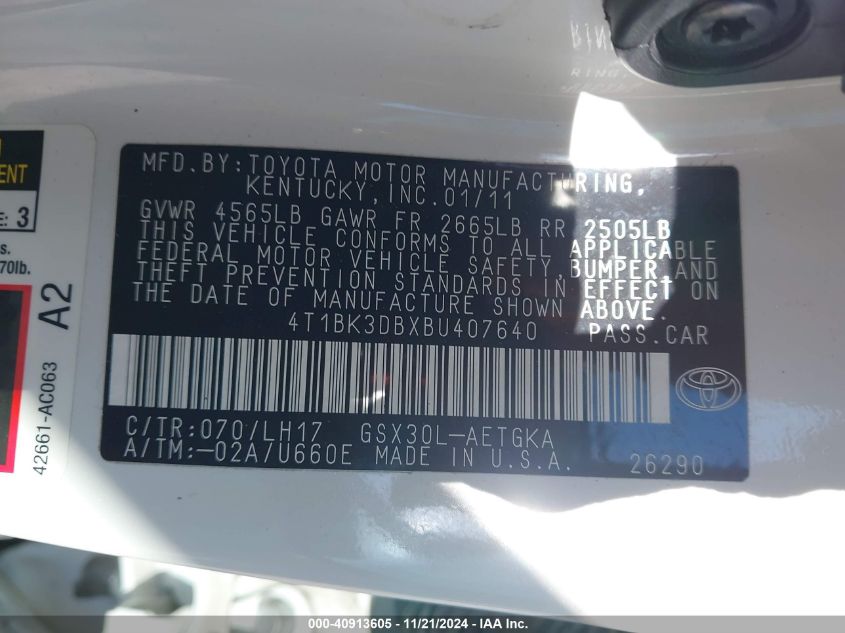 MFD.BY:TOYOTA MOTOR MANUFACTURING,
KENTUCKY,INC.01/11
GVWR 4565LB GAWR FR 2665LB RR 2505LB
THIS VEHICLE CONFORMS TO ALL APPLICABLE
FEDERAL MOTOR VEHICLE SAFETY,BUMPER,AND
THEFT PREVENTION STANDARDS IN EFFECT ON
THE DATE OF MANUFACTURE SHOWN ABOVE.
4T1BK3DBXBU407640 PASS.CAR
C/TR:070/LH17 GSX30L-AETGKA
A/TM:-02A/U660E MADE IN U.S.A. 26290
ENT
E: 3
s.
70lb.
A2
42661-AC063
RING,
© - COPY - 40913605 - 11/21/2024 - IAA, Inc.